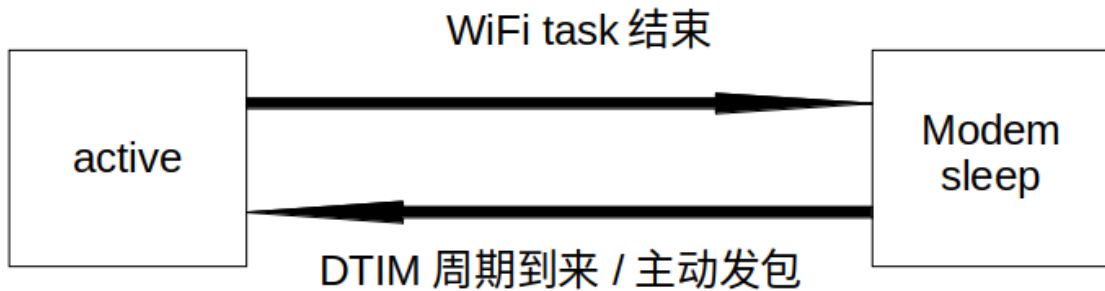 WiFi task 结束
active
Modem
sleep
DTIM 周期到来 / 主动发包